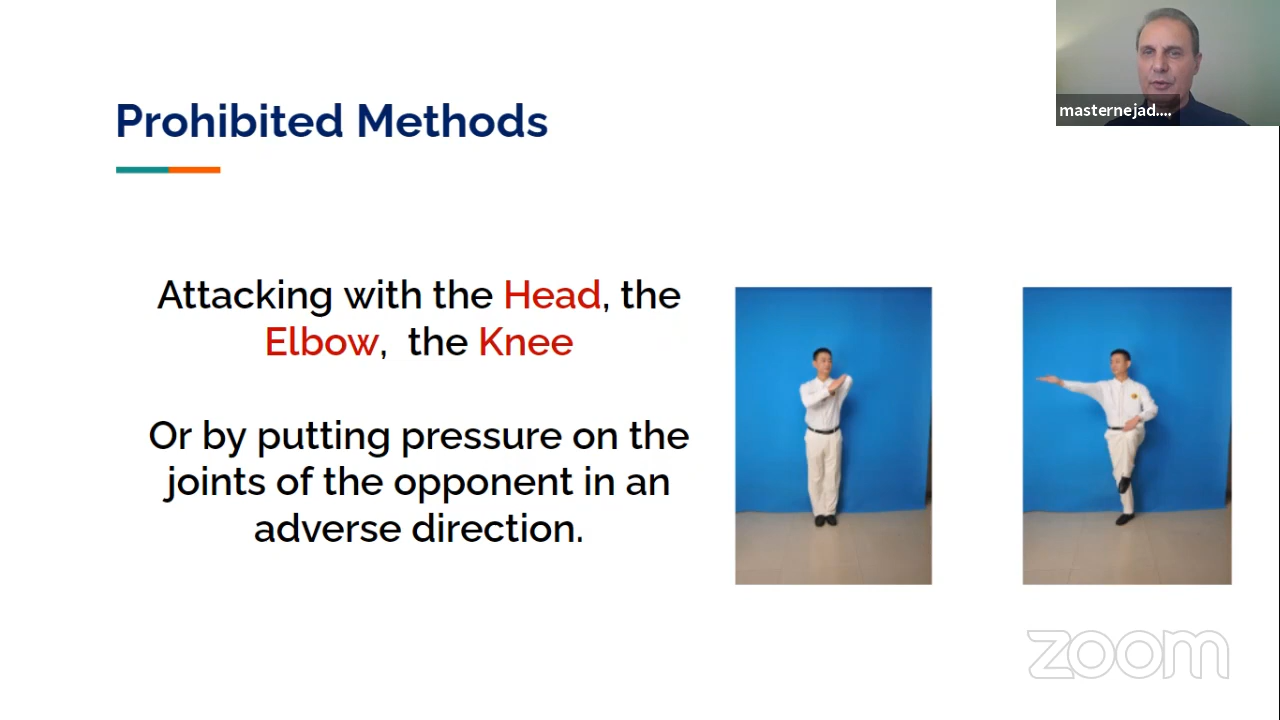 masternejad....
Prohibited Methods
Attacking with the Head, the
Elbow,  the Knee
Or by putting pressure on the
joints of the opponent in an
adverse direction.
zoom